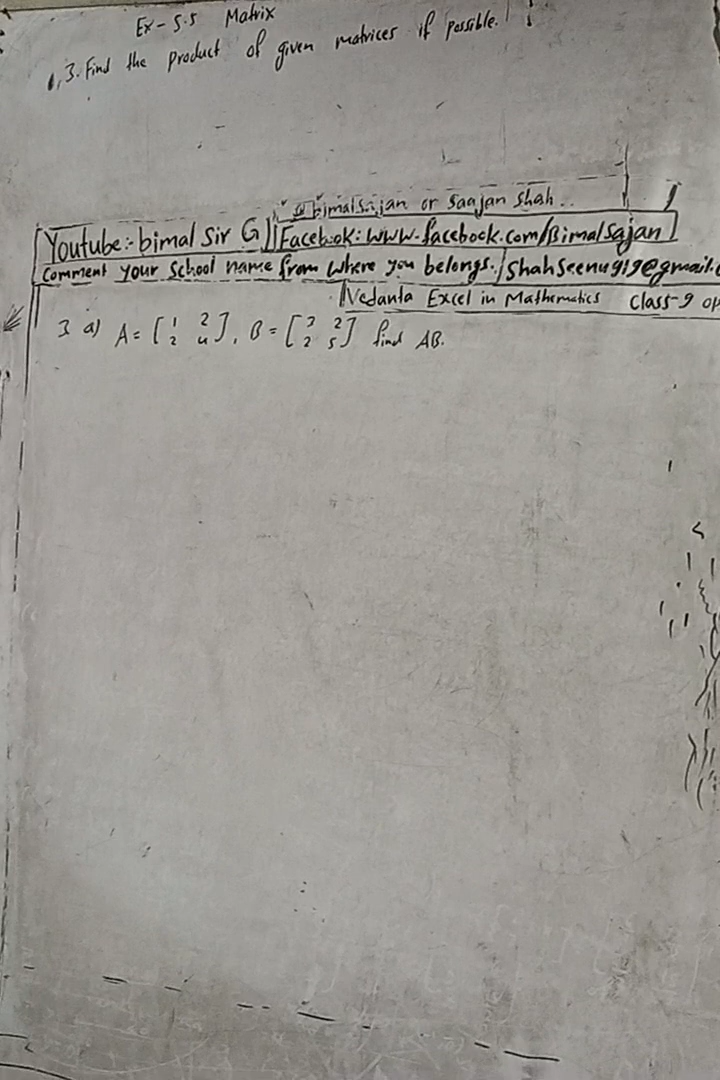 Ex-5.5 Matrix
3. Find the product of given matrices if possible.
bimalsajan or saajan shah..
Youtube:- bimal Sir G Facebook: www.facebook.com/Bimalsajan
Comment your School name from where you belongs. / Shahseenu919@gmail.c
Vedanta Excel in Mathematics Class-9 op
3 a) A = [1 2 2 4], B = [3 2 2 5] find AB.